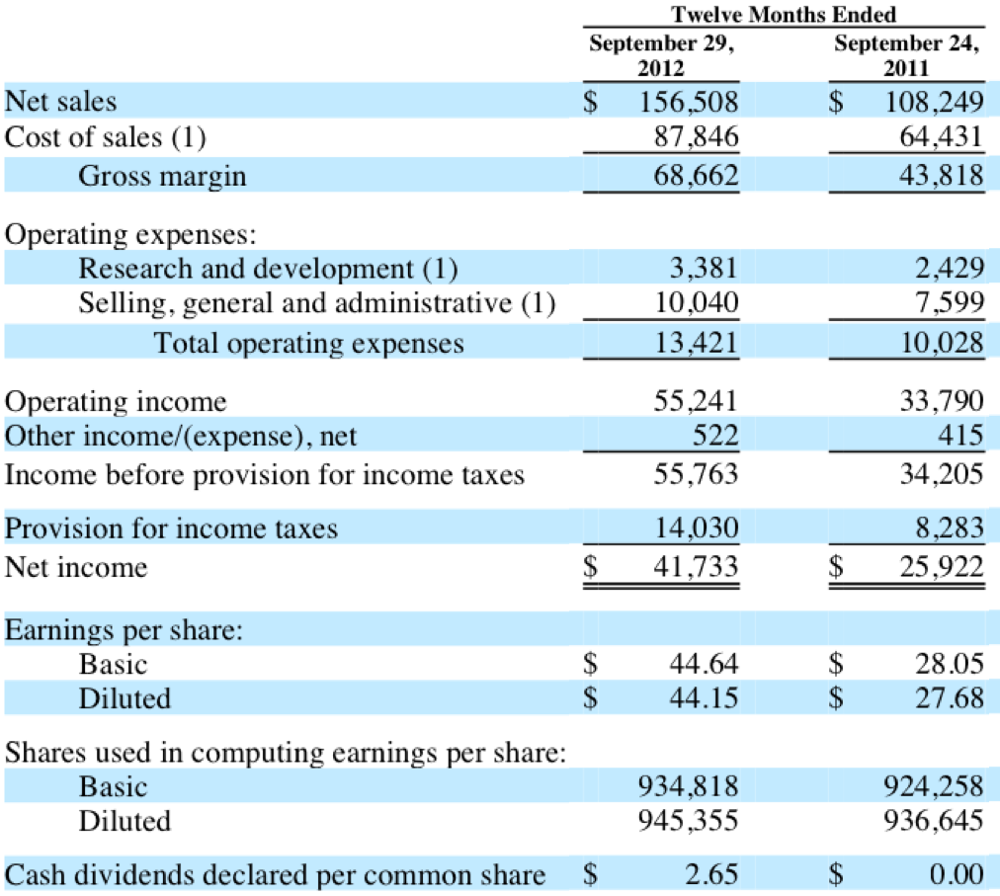 Twelve Months Ended
September 29, 2012 September 24, 2011
Net sales $ 156,508 $ 108,249
Cost of sales (1) 87,846 64,431
Gross margin 68,662 43,818
Operating expenses:
Research and development (1) 3,381 2,429
Selling, general and administrative (1) 10,040 7,599
Total operating expenses 13,421 10,028
Operating income 55,241 33,790
Other income/(expense), net 522 415
Income before provision for income taxes 55,763 34,205
Provision for income taxes 14,030 8,283
Net income $ 41,733 $ 25,922
Earnings per share:
Basic $ 44.64 $ 28.05
Diluted $ 44.15 $ 27.68
Shares used in computing earnings per share:
Basic 934,818 924,258
Diluted 945,355 936,645
Cash dividends declared per common share $ 2.65 $ 0.00